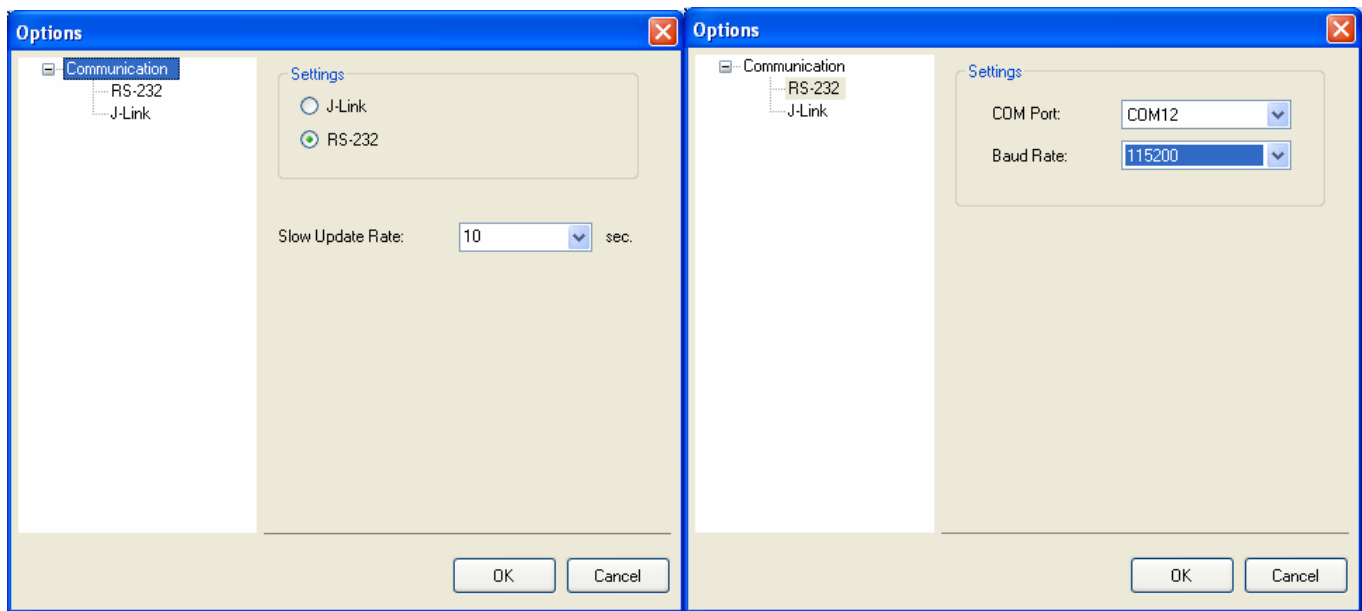 Options
Communication
RS-232
J-Link
Settings
J-Link
RS-232
Slow Update Rate: 10 sec.
OK Cancel
Options
Communication
RS-232
J-Link
Settings
COM Port: COM12
Baud Rate: 115200
OK Cancel